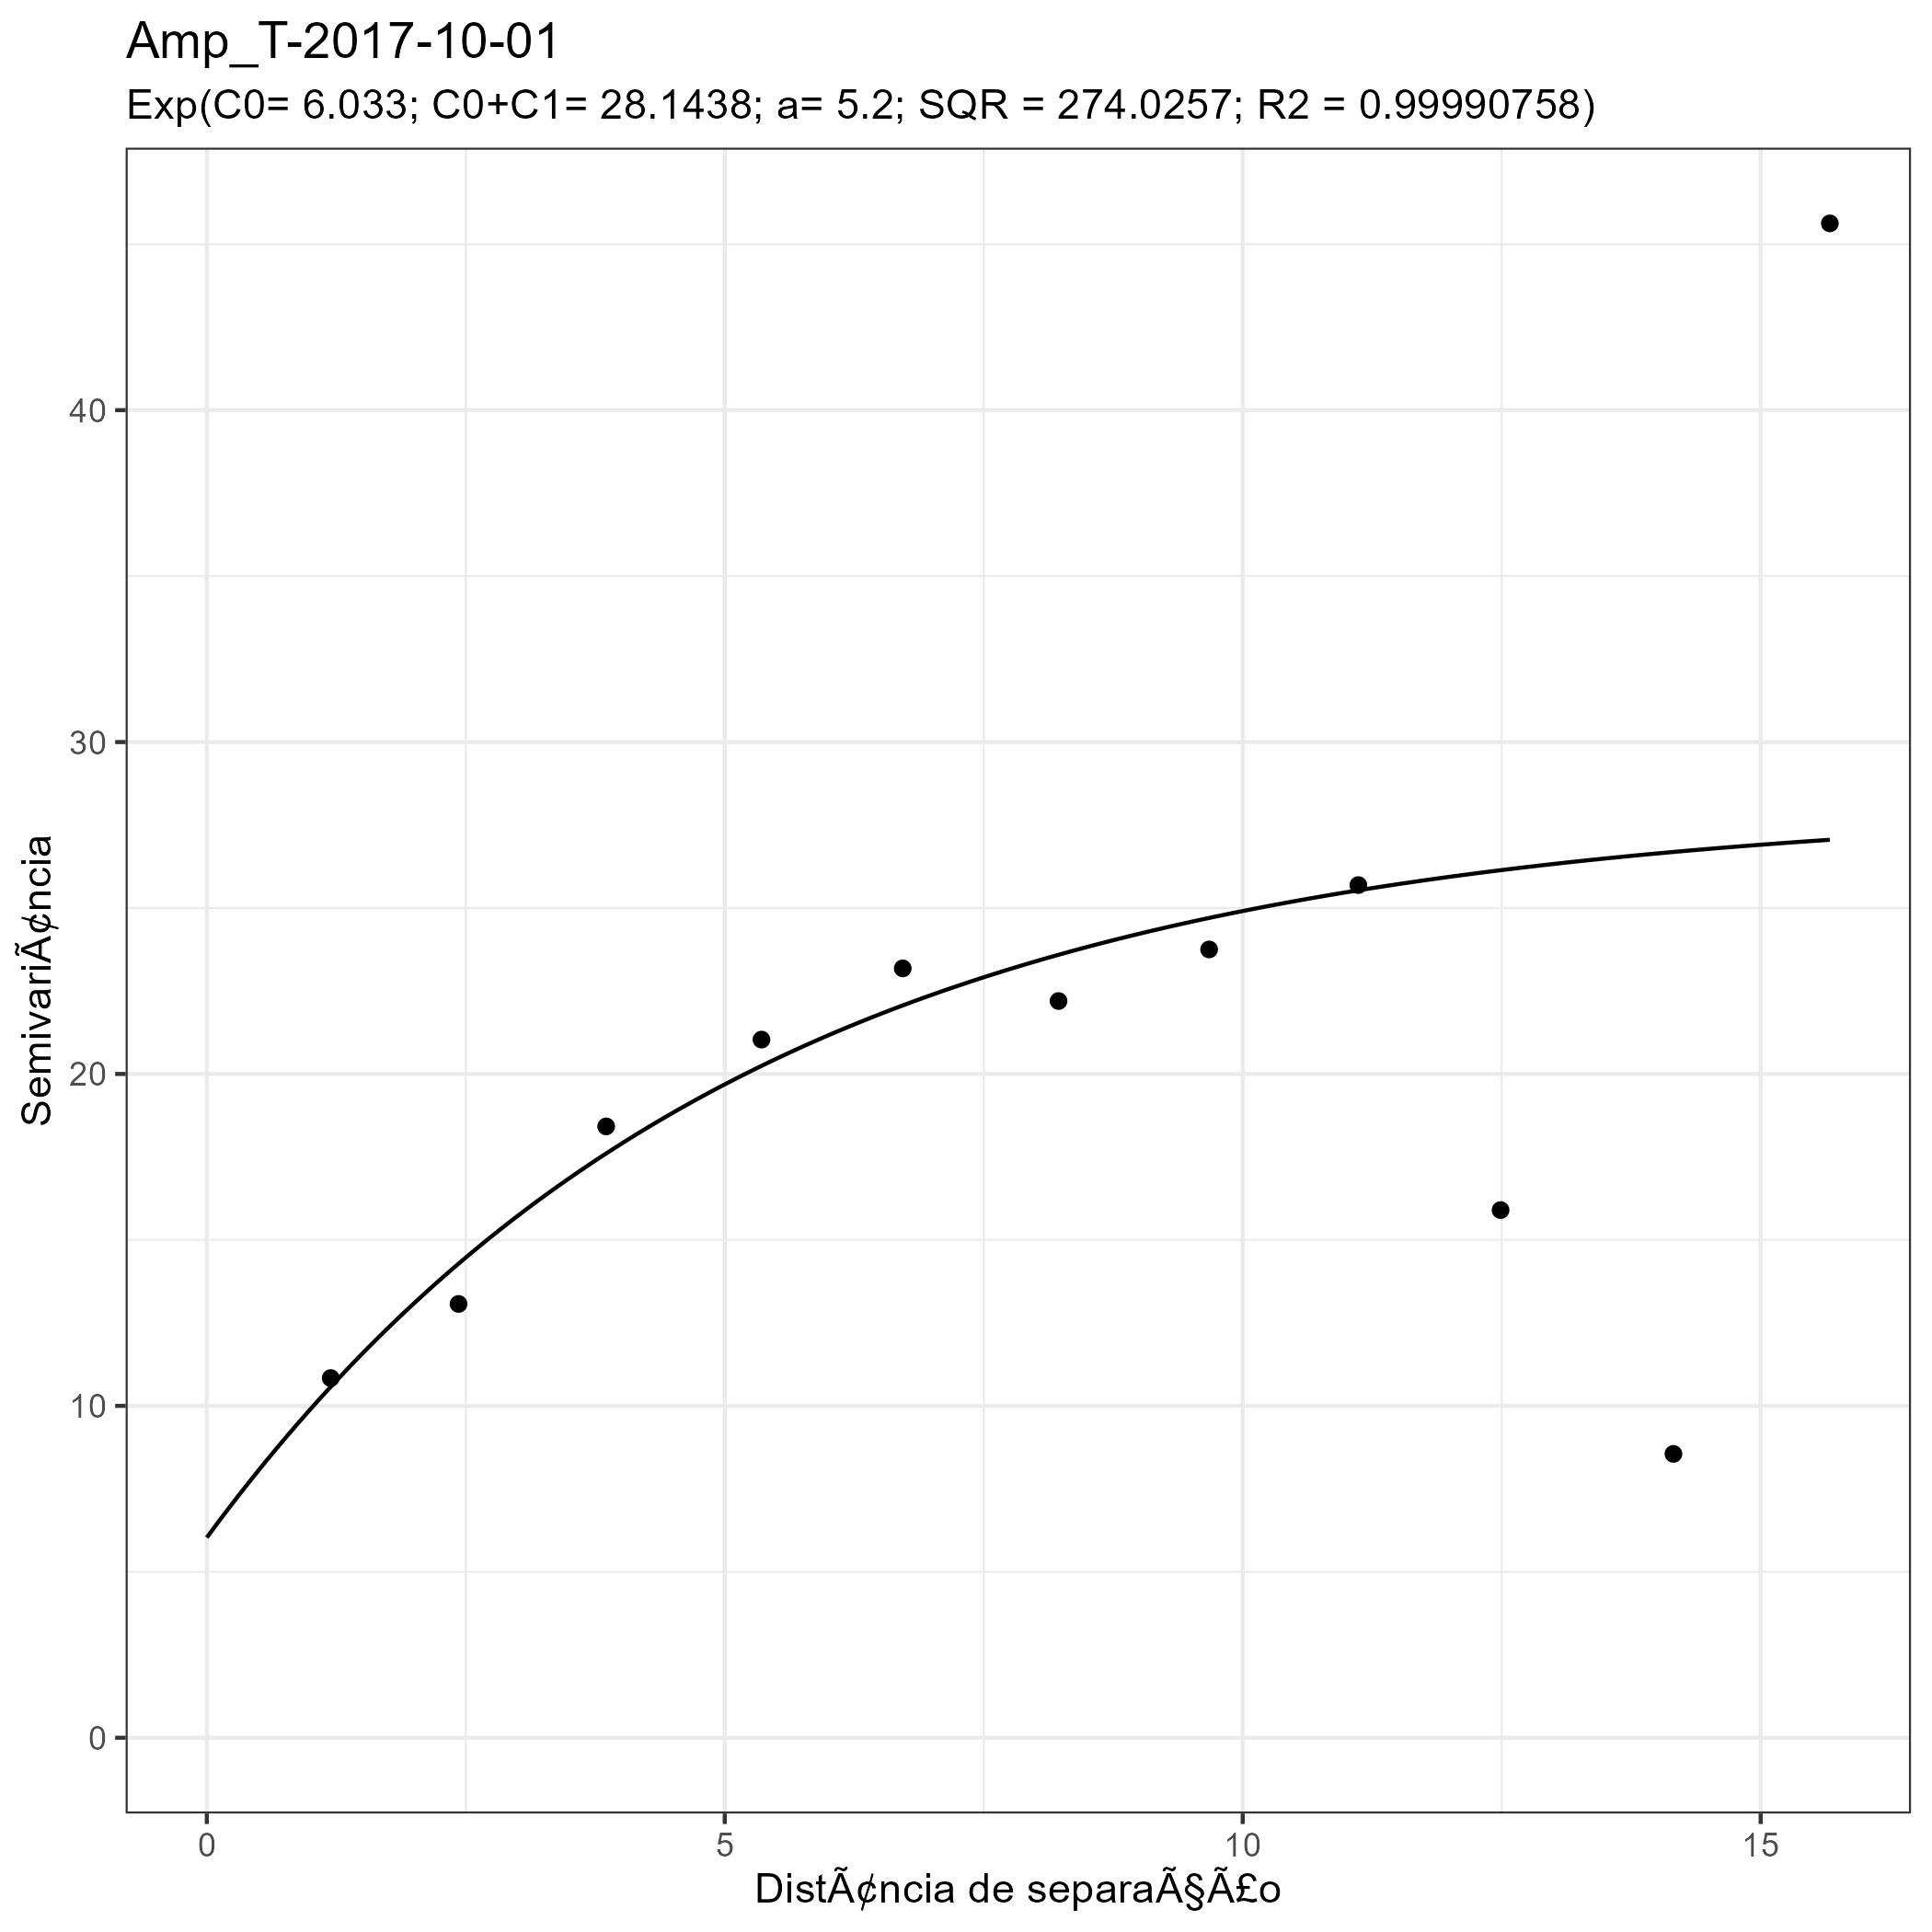 Amp_T-2017-10-01
Exp(C0= 6.033; C0+C1= 28.1438; a= 5.2; SQR = 274.0257; R2 = 0.99990758)
SemivariÃ¢ncia
40
30
20
10
0
0 5 10 15
DistÃ¢ncia de separaÃ§Ã£o